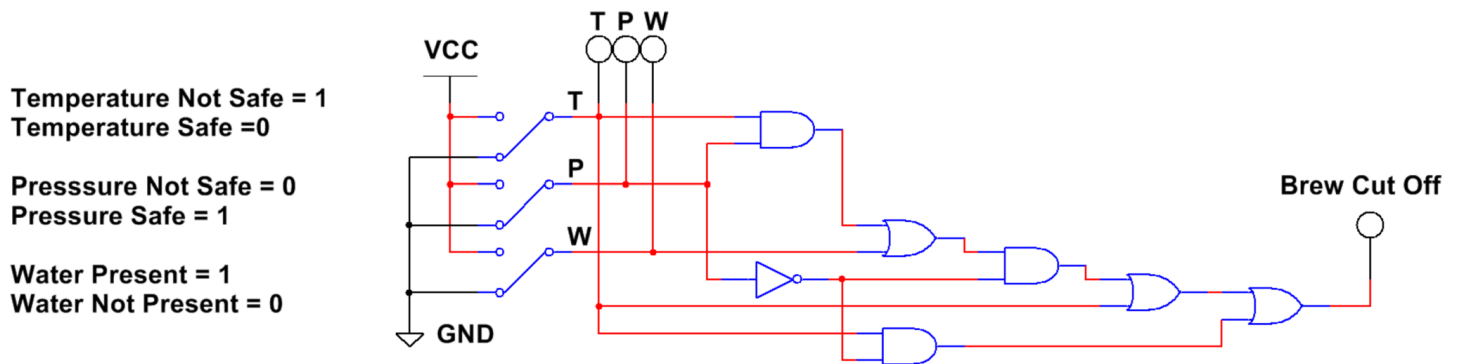 T P W
VCC
Temperature Not Safe = 1
Temperature Safe =0
T
Presssure Not Safe = 0
Pressure Safe = 1
P
Brew Cut Off
W
Water Present = 1
Water Not Present = 0
GND